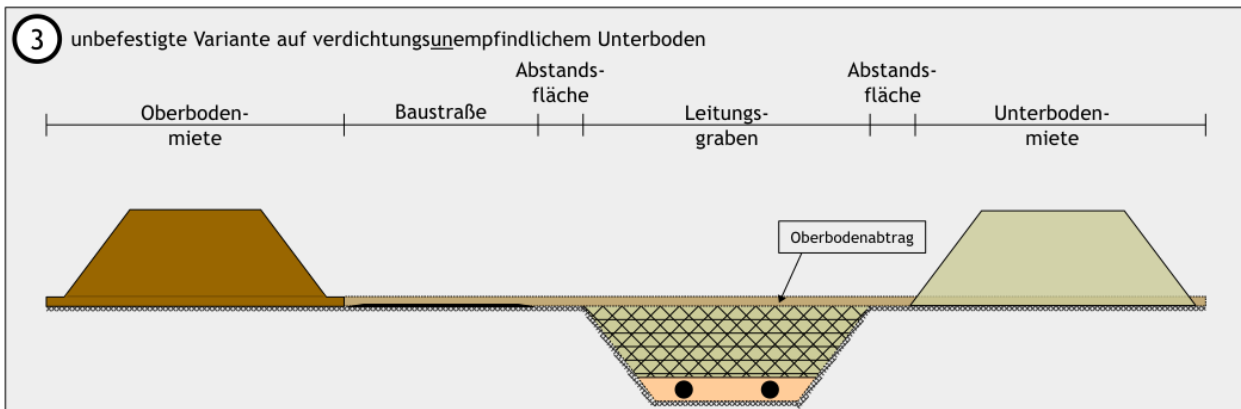 3 unbefestigte Variante auf verdichtungsunempfindlichem Unterboden
Abstands-
fläche
Abstands-
fläche
Oberboden-
miete
Baustraße
Leitungs-
graben
Unterboden-
miete
Oberbodenabtrag